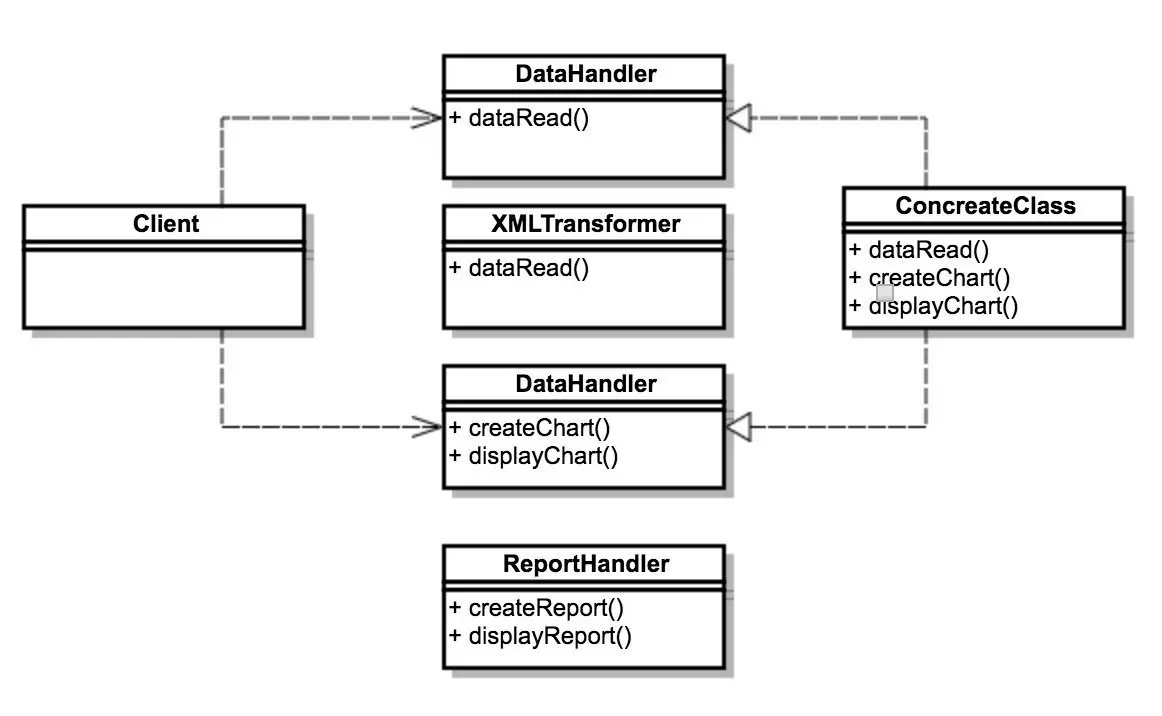 DataHandler
+ dataRead()
Client
XMLTransformer
+ dataRead()
ConcreateClass
+ dataRead()
+ createChart()
+ displayChart()
DataHandler
+ createChart()
+ displayChart()
ReportHandler
+ createReport()
+ displayReport()